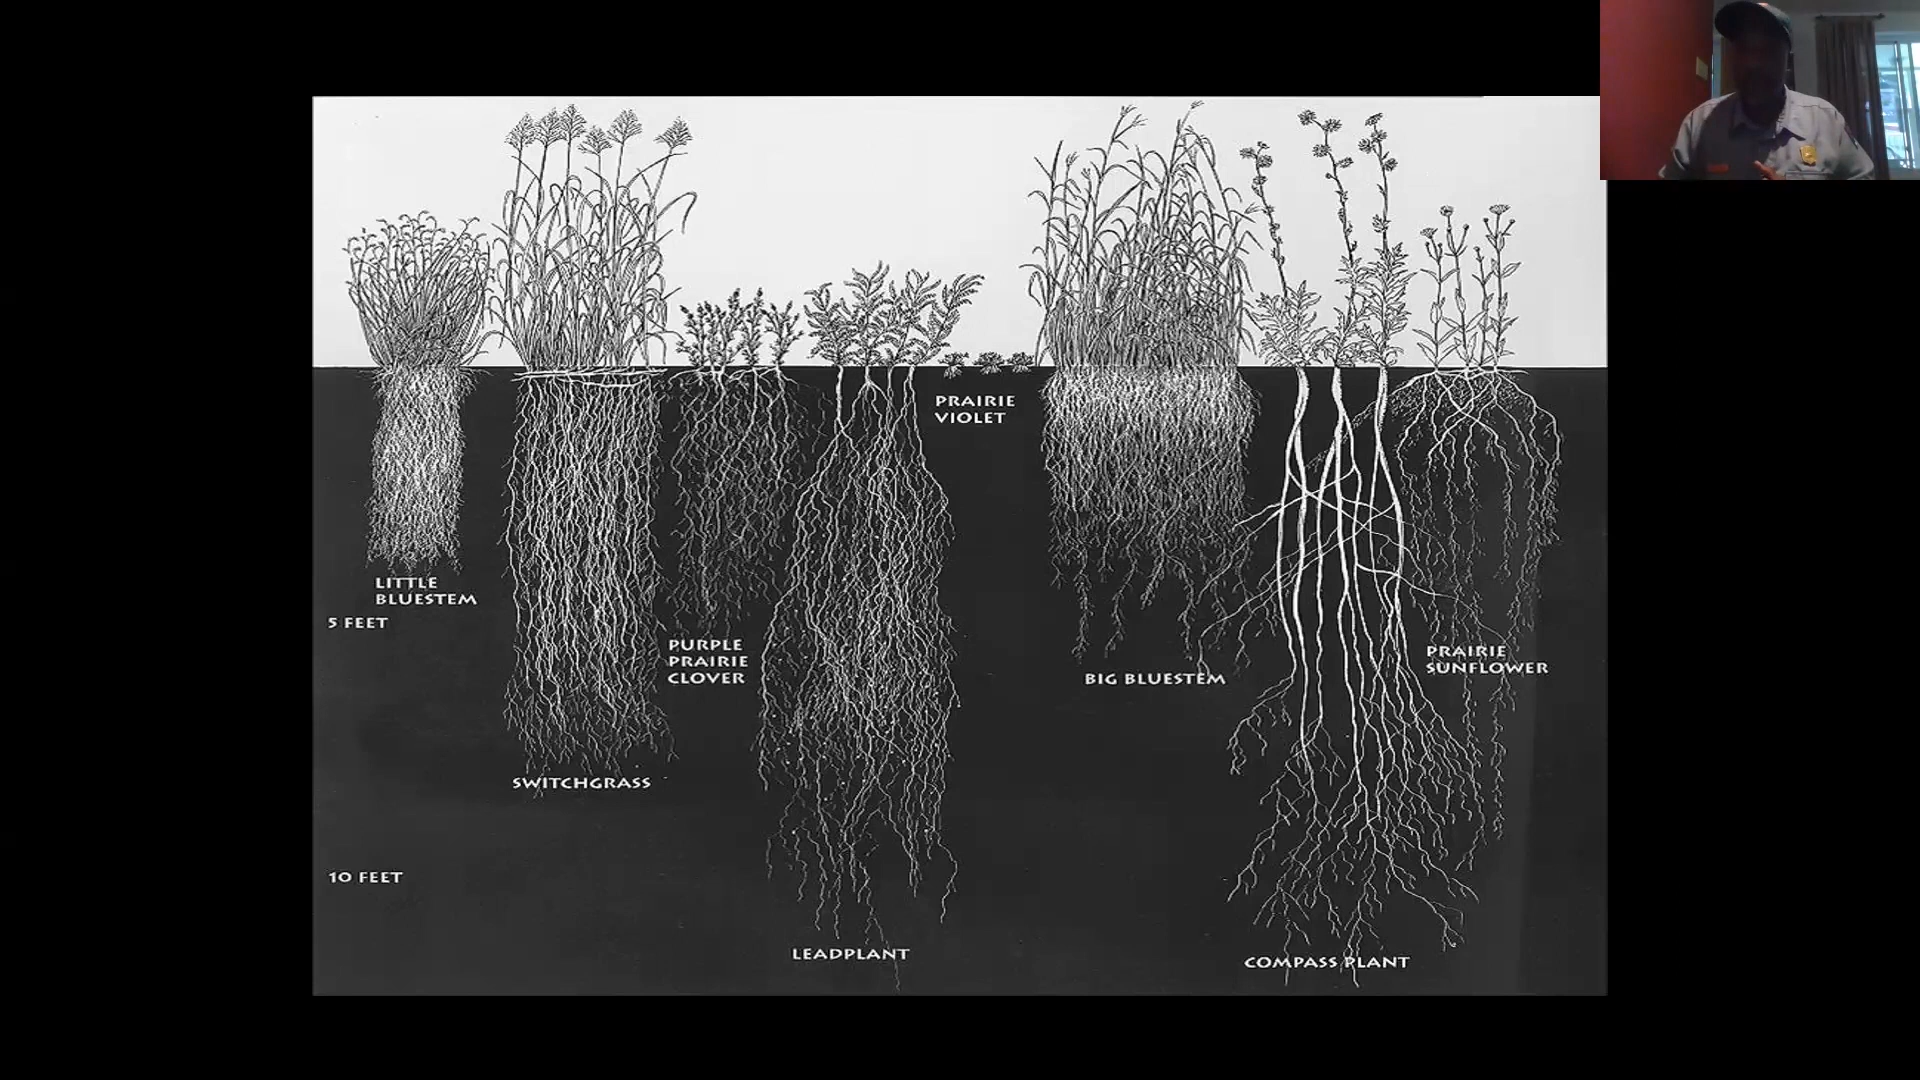 PRAIRIE
VIOLET
LITTLE
BLUESTEM
5 FEET
PURPLE
PRAIRIE
CLOVER
BIG BLUESTEM
PRAIRIE
SUNFLOWER
SWITCHGRASS
10 FEET
LEADPLANT
COMPASS PLANT